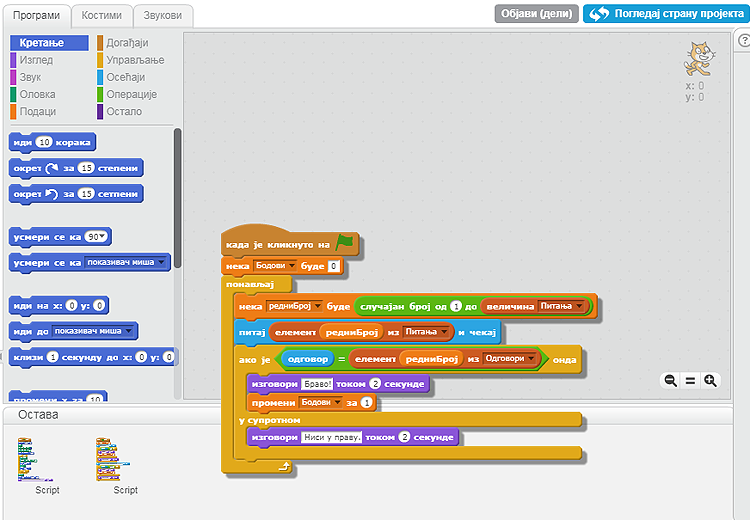 Програми Костими Звукови Објави (дели) Погледај страну пројекта
Кретање Догађаји
Изглед Управљање
Звук Осећаји
Оловка Операције
Подаци Остало
x: 0
y: 0
иди 10 корака
окрет за 15 степени
окрет за 15 сетпени
усмери се ка 90
усмери се ка показивач миша
иди на x: 0 y: 0
иди до показивач миша
клизи 1 секунду до x: 0 y: 0
промени x за 10
када је кликнуто на
нека Бодови буде 0
понављај
нека редниБрој буде случајан број од 1 до величина Питања
питај елемент редниБрој из Питања и чекај
ако је одговор = елемент редниБрој из Одговори онда
изговори Браво! током 2 секунде
промени Бодови за 1
у супротном
изговори Ниси у праву. током 2 секунде
Остава
Script Script